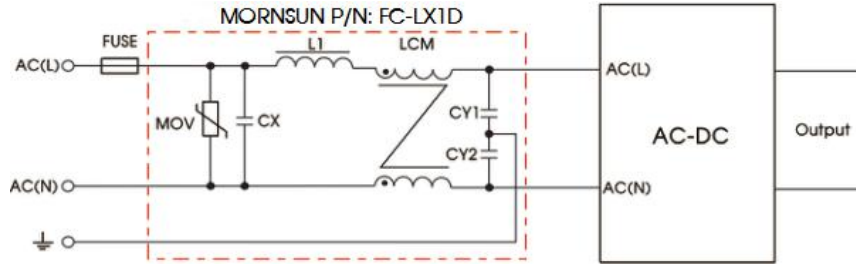 MORNSUN P/N: FC-LX1D
FUSE
L1
LCM
AC(L)
AC(L)
MOV
CX
CY1
AC-DC
Output
CY2
AC(N)
AC(N)